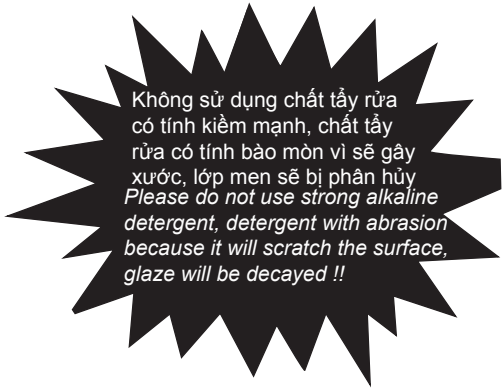 Không sử dụng chất tẩy rửa
có tính kiềm mạnh, chất tẩy
rửa có tính bào mòn vì sẽ gây
xước, lớp men sẽ bị phân hủy
Please do not use strong alkaline
detergent, detergent with abrasion
because it will scratch the surface,
glaze will be decayed !!